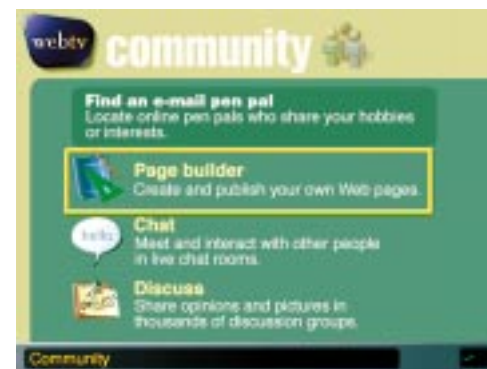 webtv
community
Find an e-mail pen pal
Locate online pen pals who share your hobbies
or interests.
Page builder
Create and publish your own Web pages.
hello
Chat
Meet and interact with other people
in live chat rooms.
Discuss
Share opinions and pictures in
thousands of discussion groups.
Community